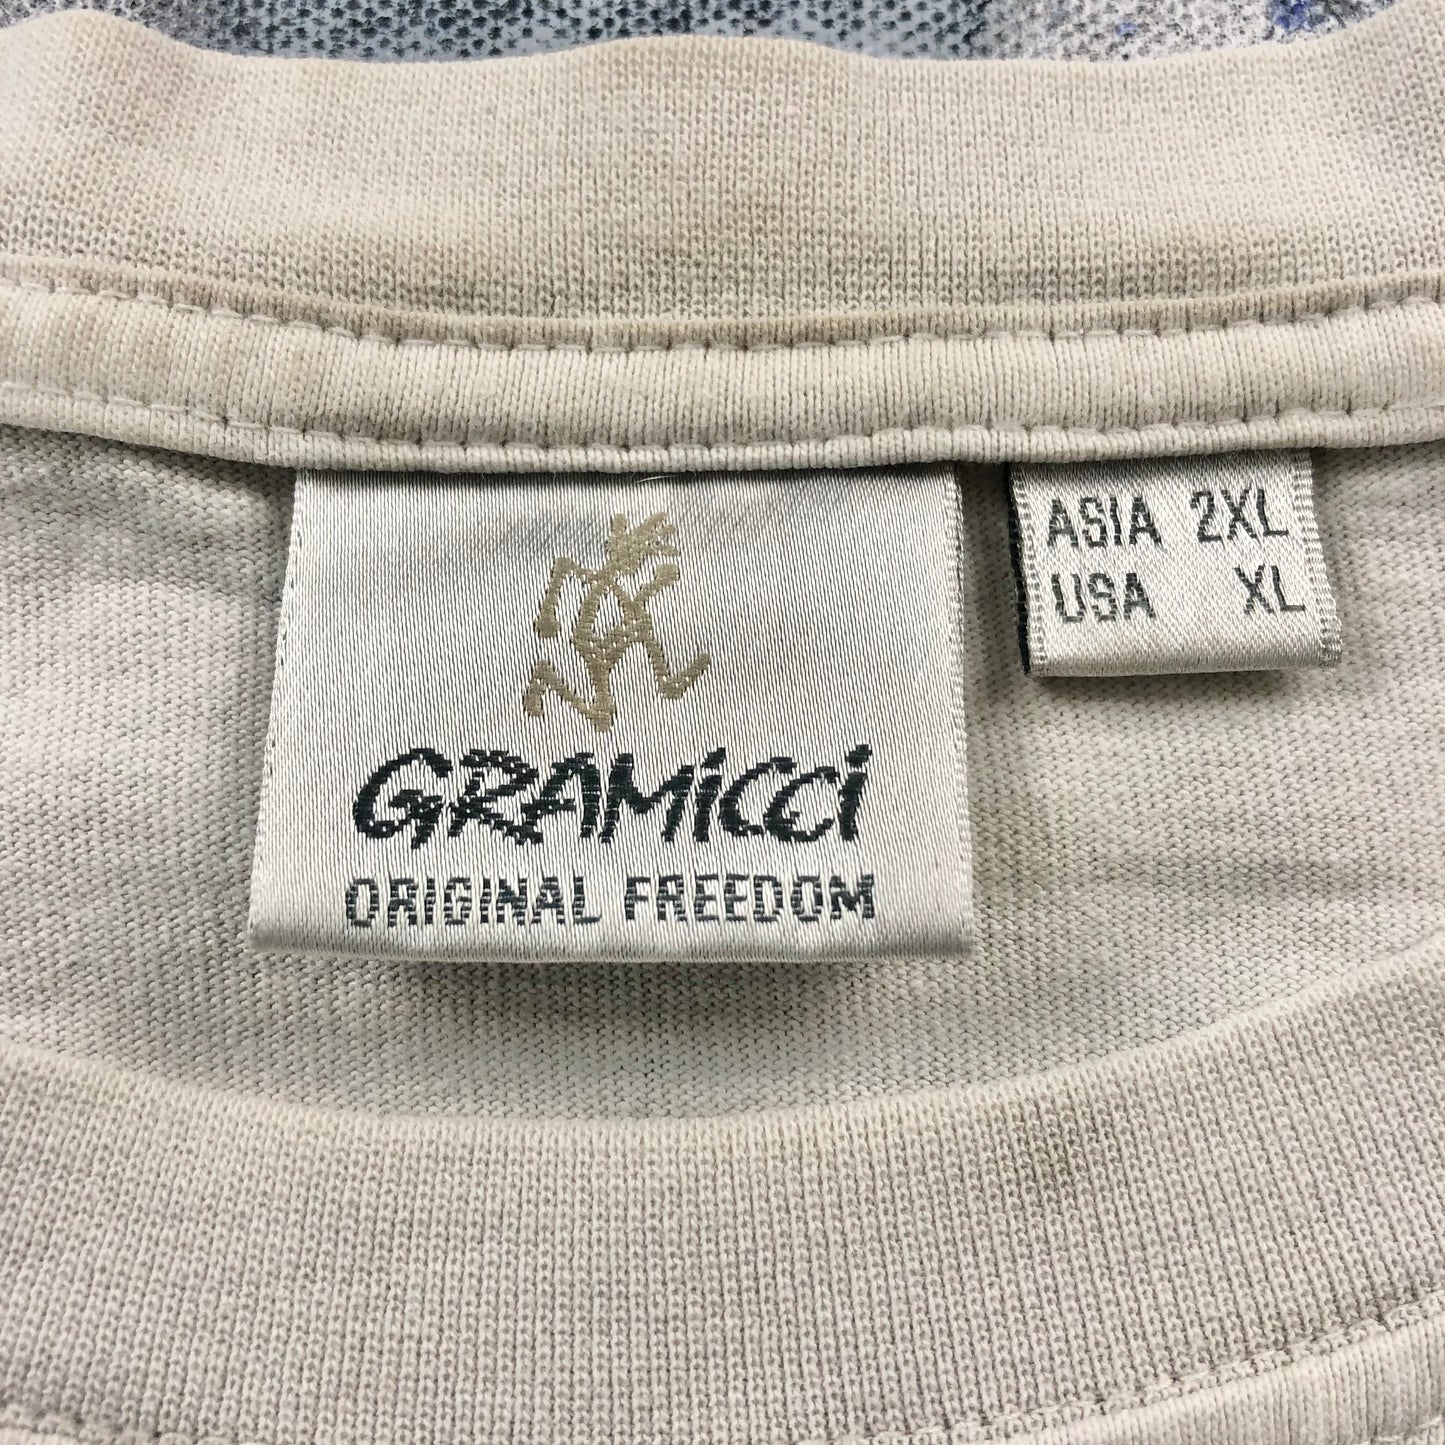 GRAMiCCi
ORIGINAL FREEDOM
ASIA 2XL
USA XL